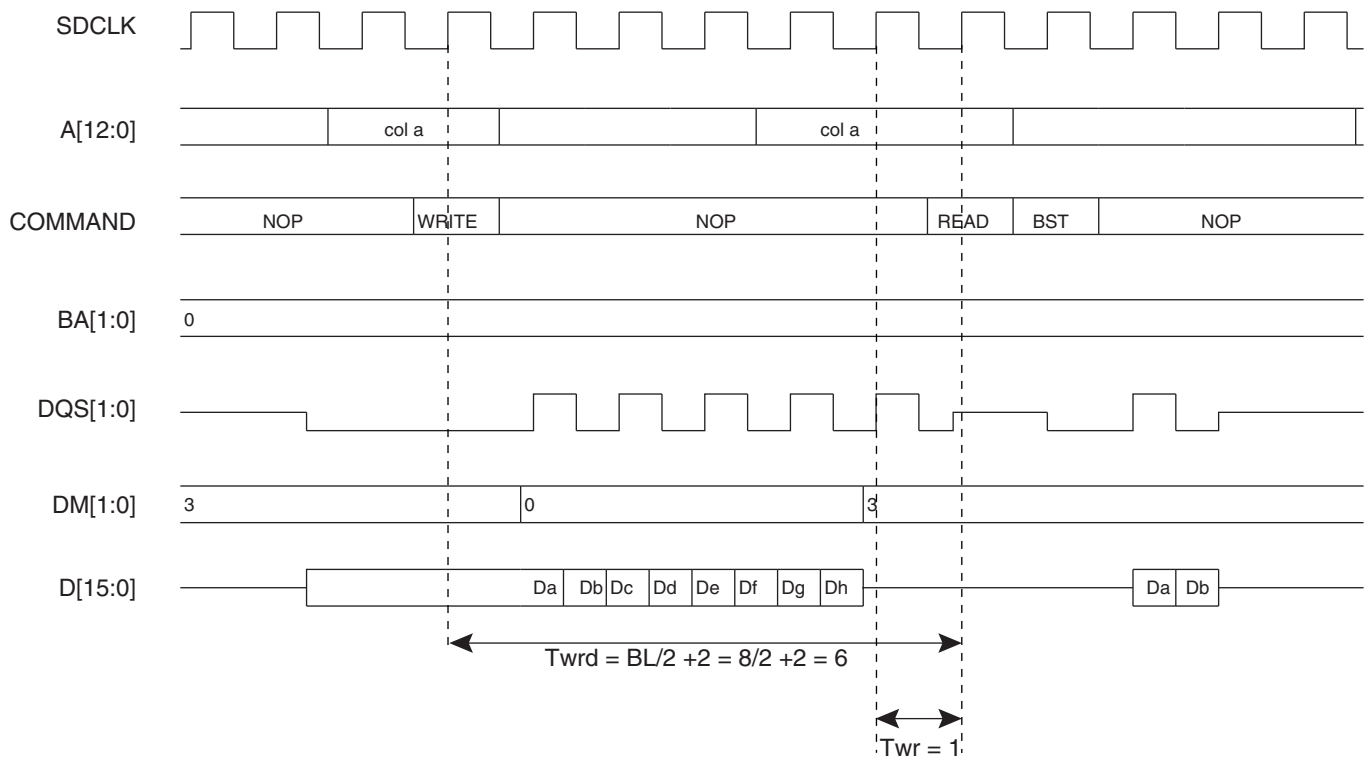 SDCLK
A[12:0] col a col a
COMMAND NOP WRITE NOP READ BST NOP
BA[1:0] 0
DQS[1:0]
DM[1:0] 3 0 3
D[15:0] Da Db Dc Dd De Df Dg Dh Da Db
Twrd = BL/2 +2 = 8/2 +2 = 6
Twr = 1